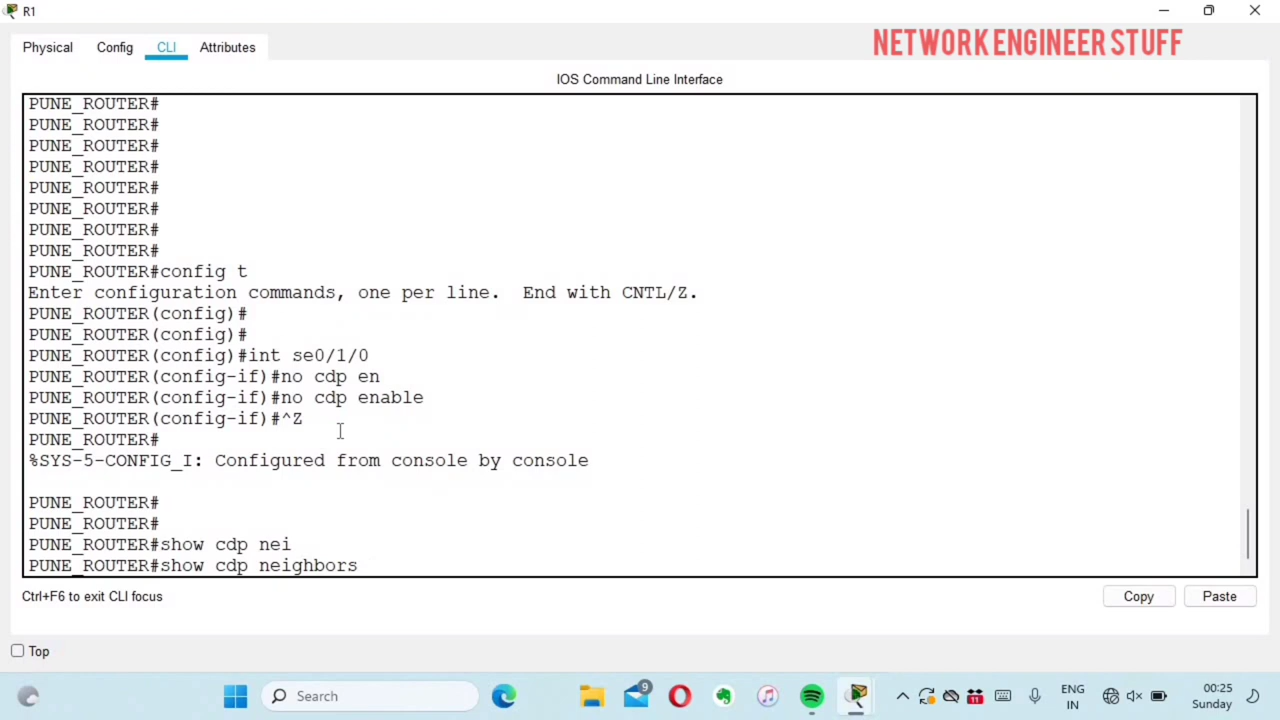 R1
Physical Config CLI Attributes
NETWORK ENGINEER STUFF
IOS Command Line Interface
PUNE_ROUTER#
PUNE_ROUTER#
PUNE_ROUTER#
PUNE_ROUTER#
PUNE_ROUTER#
PUNE_ROUTER#
PUNE_ROUTER#
PUNE_ROUTER#
PUNE_ROUTER#config t
Enter configuration commands, one per line.  End with CNTL/Z.
PUNE_ROUTER(config)#
PUNE_ROUTER(config)#
PUNE_ROUTER(config)#int se0/1/0
PUNE_ROUTER(config-if)#no cdp en
PUNE_ROUTER(config-if)#no cdp enable
PUNE_ROUTER(config-if)#^Z
PUNE_ROUTER#
%SYS-5-CONFIG_I: Configured from console by console
PUNE_ROUTER#
PUNE_ROUTER#
PUNE_ROUTER#show cdp nei
PUNE_ROUTER#show cdp neighbors
Ctrl+F6 to exit CLI focus
Copy Paste
Top
Search
9
11
ENG
IN
00:25
Sunday